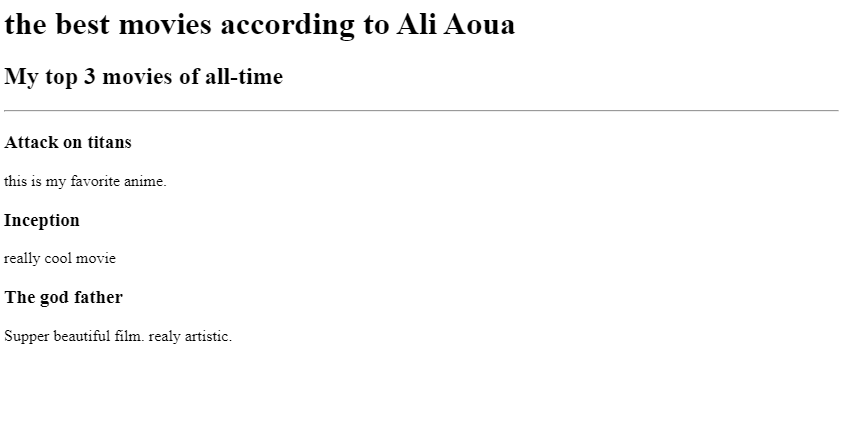 the best movies according to Ali Aoua
My top 3 movies of all-time
Attack on titans
this is my favorite anime.
Inception
really cool movie
The god father
Supper beautiful film. realy artistic.